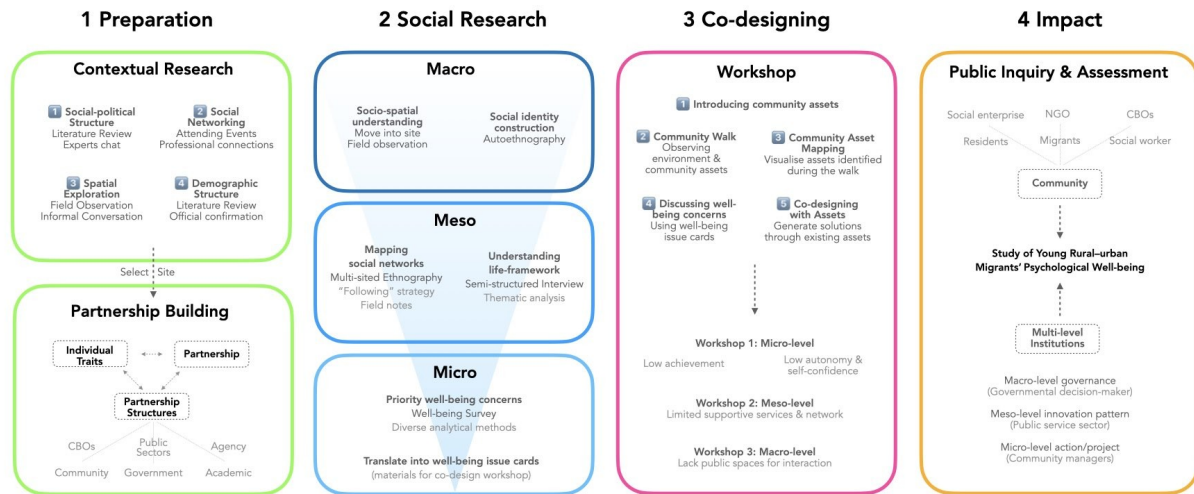 1 Preparation
Contextual Research
1 Social-political
Structure
Literature Review
Experts chat
2 Social
Networking
Attending Events
Professional connections
3 Spatial
Exploration
Field Observation
Informal Conversation
4 Demographic
Structure
Literature Review
Official confirmation
Select Site
Partnership Building
Individual
Traits
Partnership
Partnership
Structures
CBOs
Public
Sectors
Agency
Community
Government
Academic
2 Social Research
Macro
Socio-spatial
understanding
Move into site
Field observation
Social identity
construction
Autoethnography
Meso
Mapping
social networks
Multi-sited Ethnography
“Following” strategy
Field notes
Understanding
life-framework
Semi-structured Interview
Thematic analysis
Micro
Priority well-being concerns
Well-being Survey
Diverse analytical methods
Translate into well-being issue cards
(materials for co-design workshop)
3 Co-designing
Workshop
1 Introducing community assets
2 Community Walk
Observing
environment &
community assets
3 Community Asset
Mapping
Visualise assets identified
during the walk
4 Discussing well-
being concerns
Using well-being
issue cards
5 Co-designing
with Assets
Generate solutions
through existing assets
Workshop 1: Micro-level
Low achievement
Low autonomy &
self-confidence
Workshop 2: Meso-level
Limited supportive services & network
Workshop 3: Macro-level
Lack public spaces for interaction
4 Impact
Public Inquiry & Assessment
Social enterprise
NGO
CBOs
Residents
Migrants
Social worker
Community
Study of Young Rural–urban
Migrants’ Psychological Well-being
Multi-level
Institutions
Macro-level governance
(Governmental decision-maker)
Meso-level innovation pattern
(Public service sector)
Micro-level action/project
(Community managers)